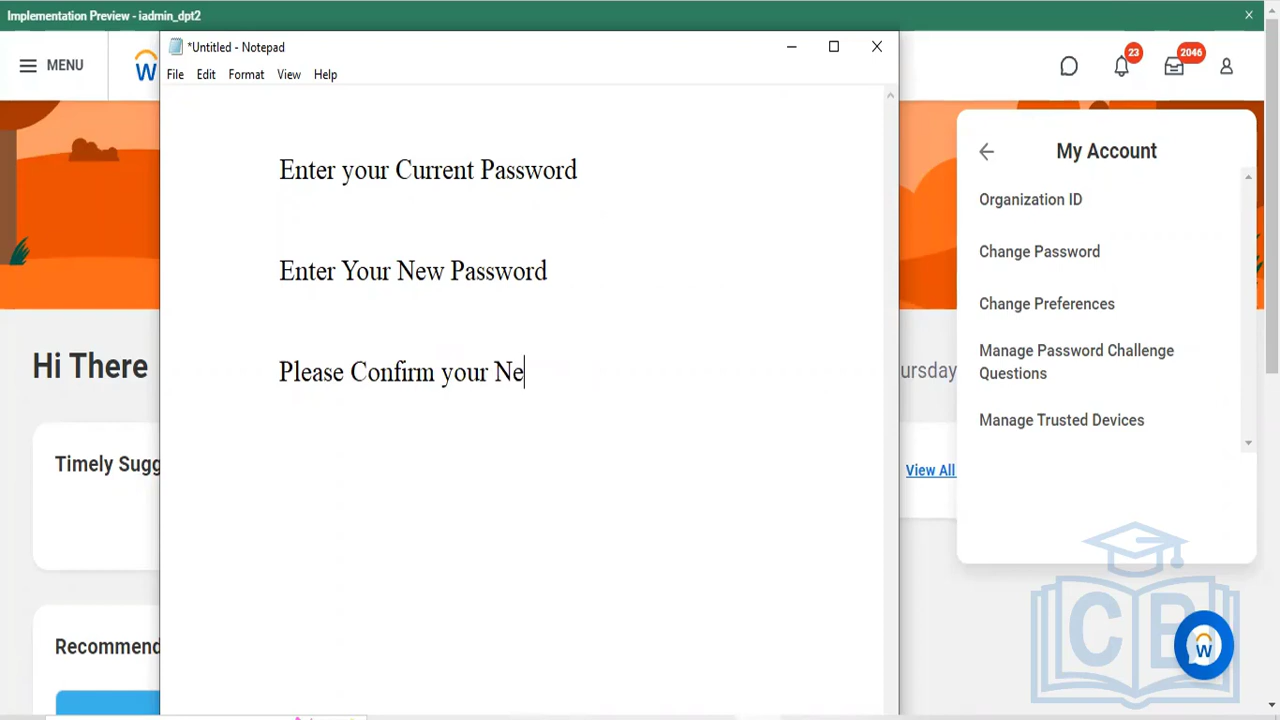 Implementation Preview - iadmin_dpt2
*Untitled - Notepad
MENU
23
2046
File Edit Format View Help
My Account
Enter your Current Password
Organization ID
Change Password
Enter Your New Password
Change Preferences
Hi There
Please Confirm your Ne
ursday
Manage Password Challenge
Questions
Manage Trusted Devices
Timely Sugg
View All
Recommend
CB